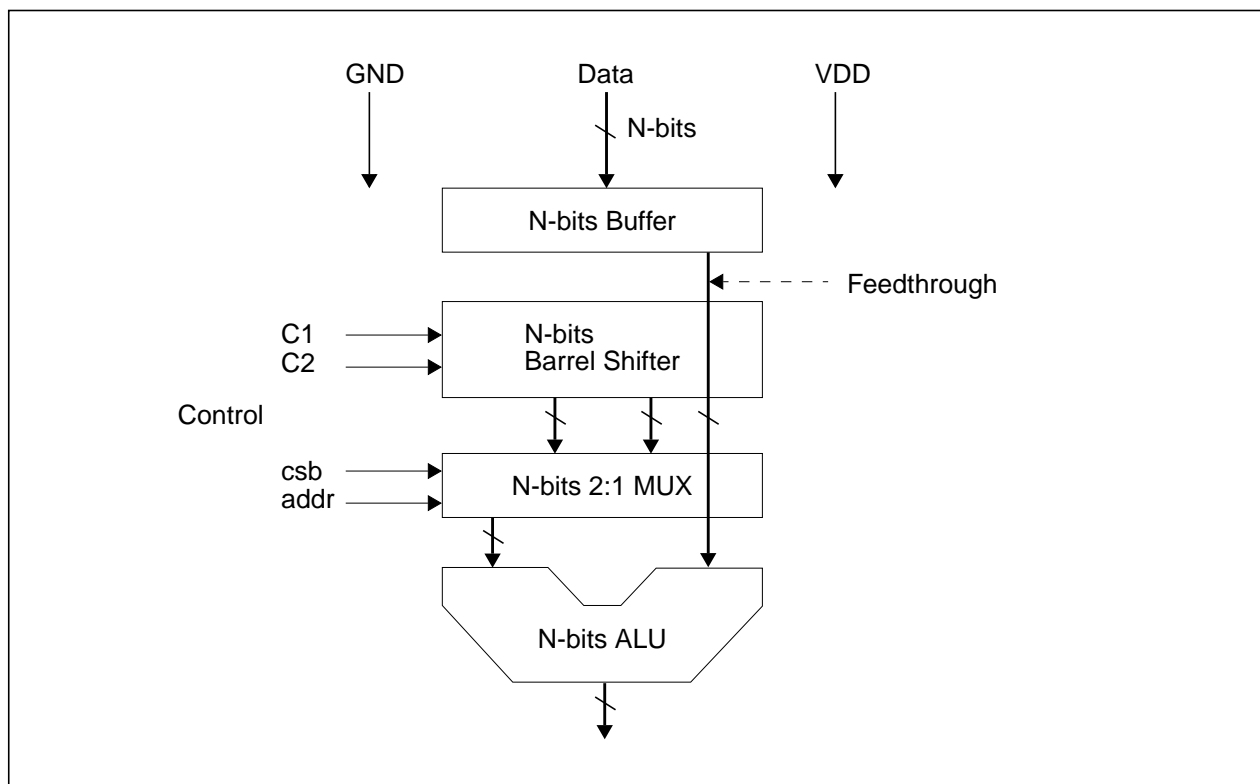 GND
Data
VDD
N-bits
N-bits Buffer
Feedthrough
C1
C2
N-bits
Barrel Shifter
Control
csb
addr
N-bits 2:1 MUX
N-bits ALU